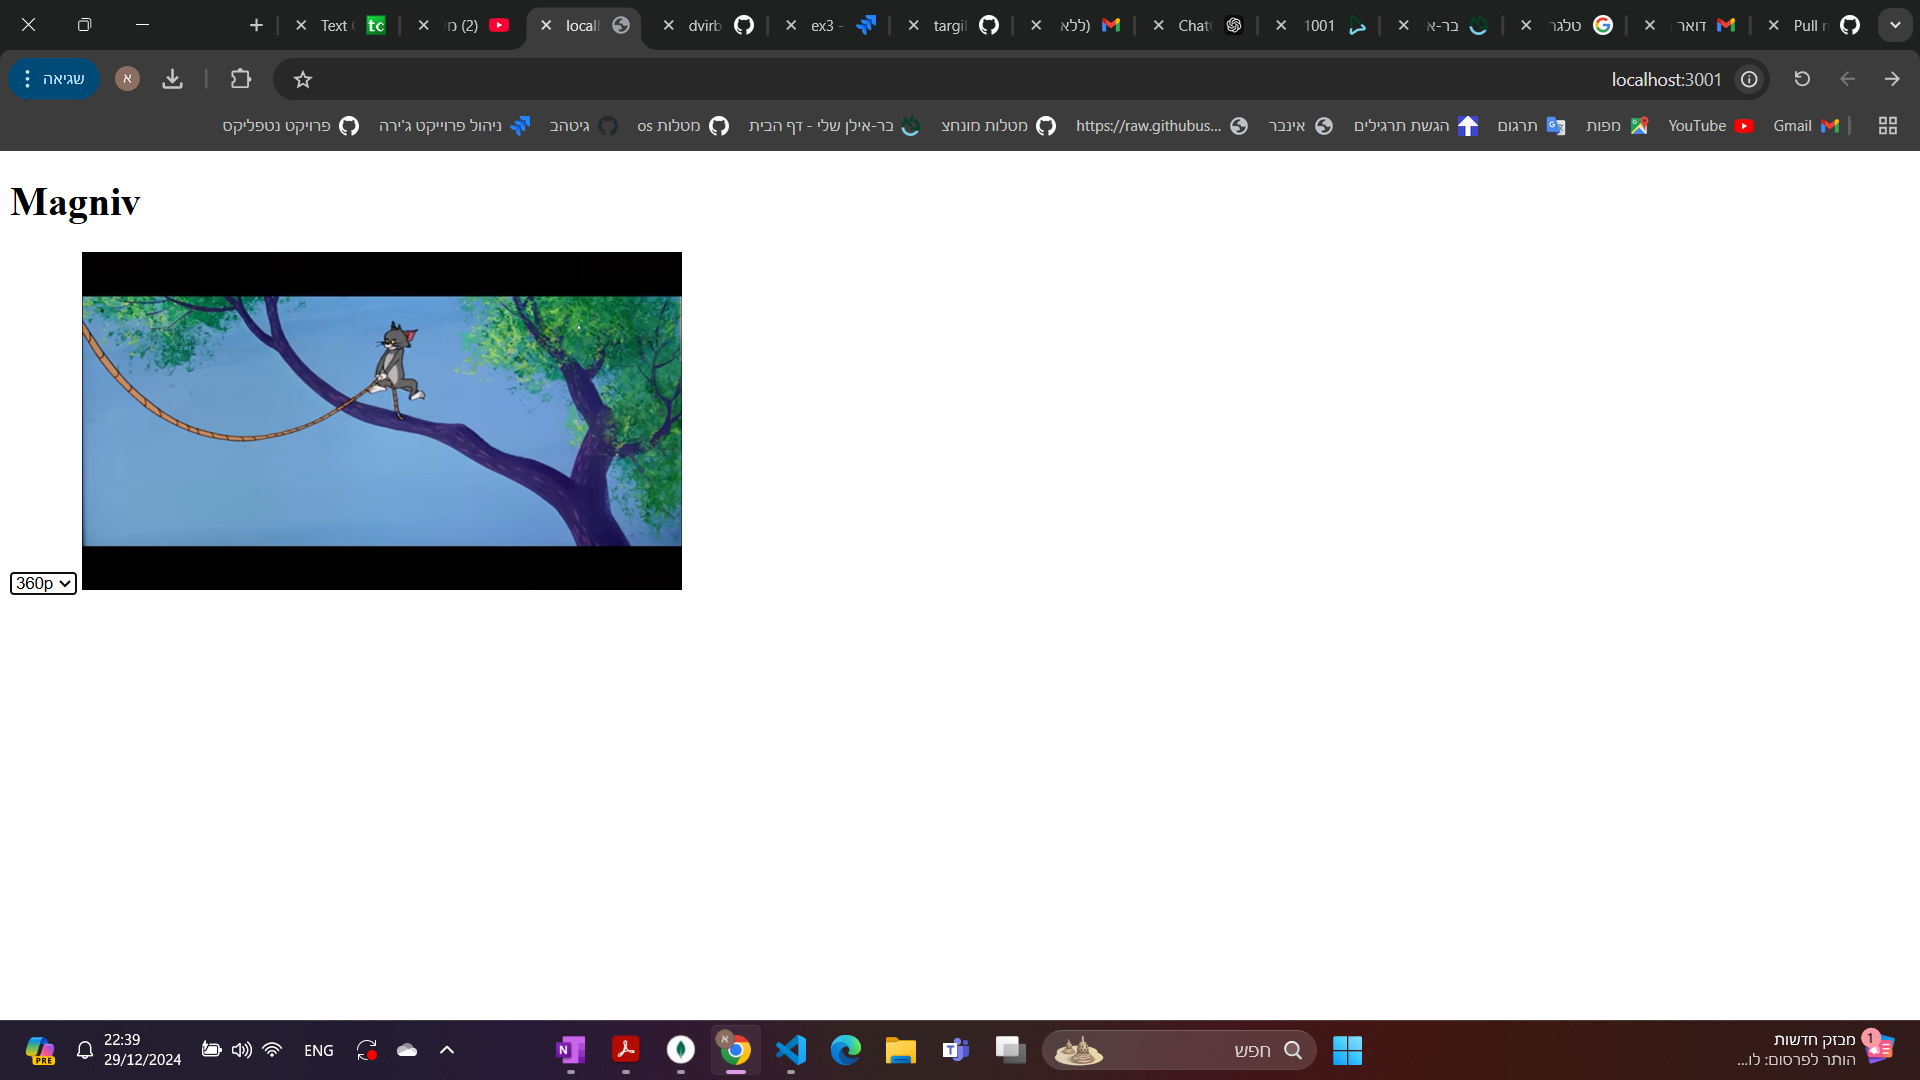 Text
(2)
locall
dvirb
ex3 -
targil
(ללא
Chat
1001
בר-א
טלגר
דואר
Pull r
שגיאה
א
localhost:3001
פרויקט נטפליקס
ניהול פרוייקט ג'ירה
גיטהב
מטלות os
בר-אילן שלי - דף הבית
מטלות מונחצ
https://raw.githubus...
אינבר
הגשת תרגילים
תרגום
מפות
YouTube
Gmail
Magniv
360p
PRE
22:39
29/12/2024
ENG
חפש
1
מבזק חדשות
הותר לפרסום: לו...